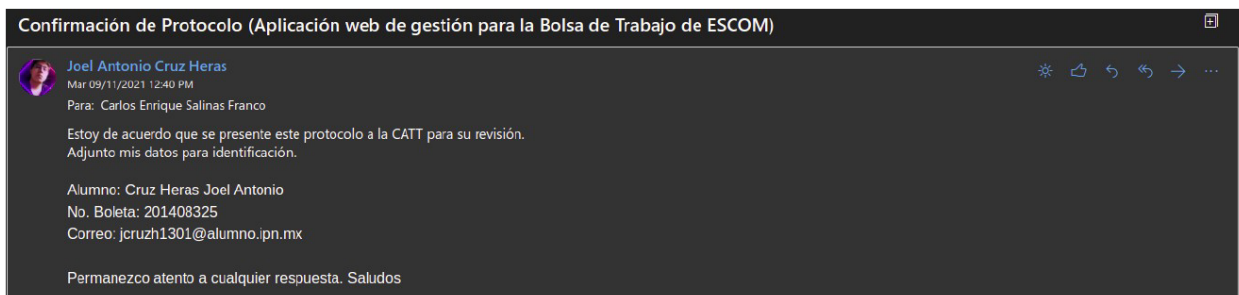 Confirmación de Protocolo (Aplicación web de gestión para la Bolsa de Trabajo de ESCOM)
Joel Antonio Cruz Heras
Mar 09/11/2021 12:40 PM
Para: Carlos Enrique Salinas Franco
Estoy de acuerdo que se presente este protocolo a la CATT para su revisión.
Adjunto mis datos para identificación.
Alumno: Cruz Heras Joel Antonio
No. Boleta: 201408325
Correo: jcruzh1301@alumno.ipn.mx
Permanezco atento a cualquier respuesta. Saludos